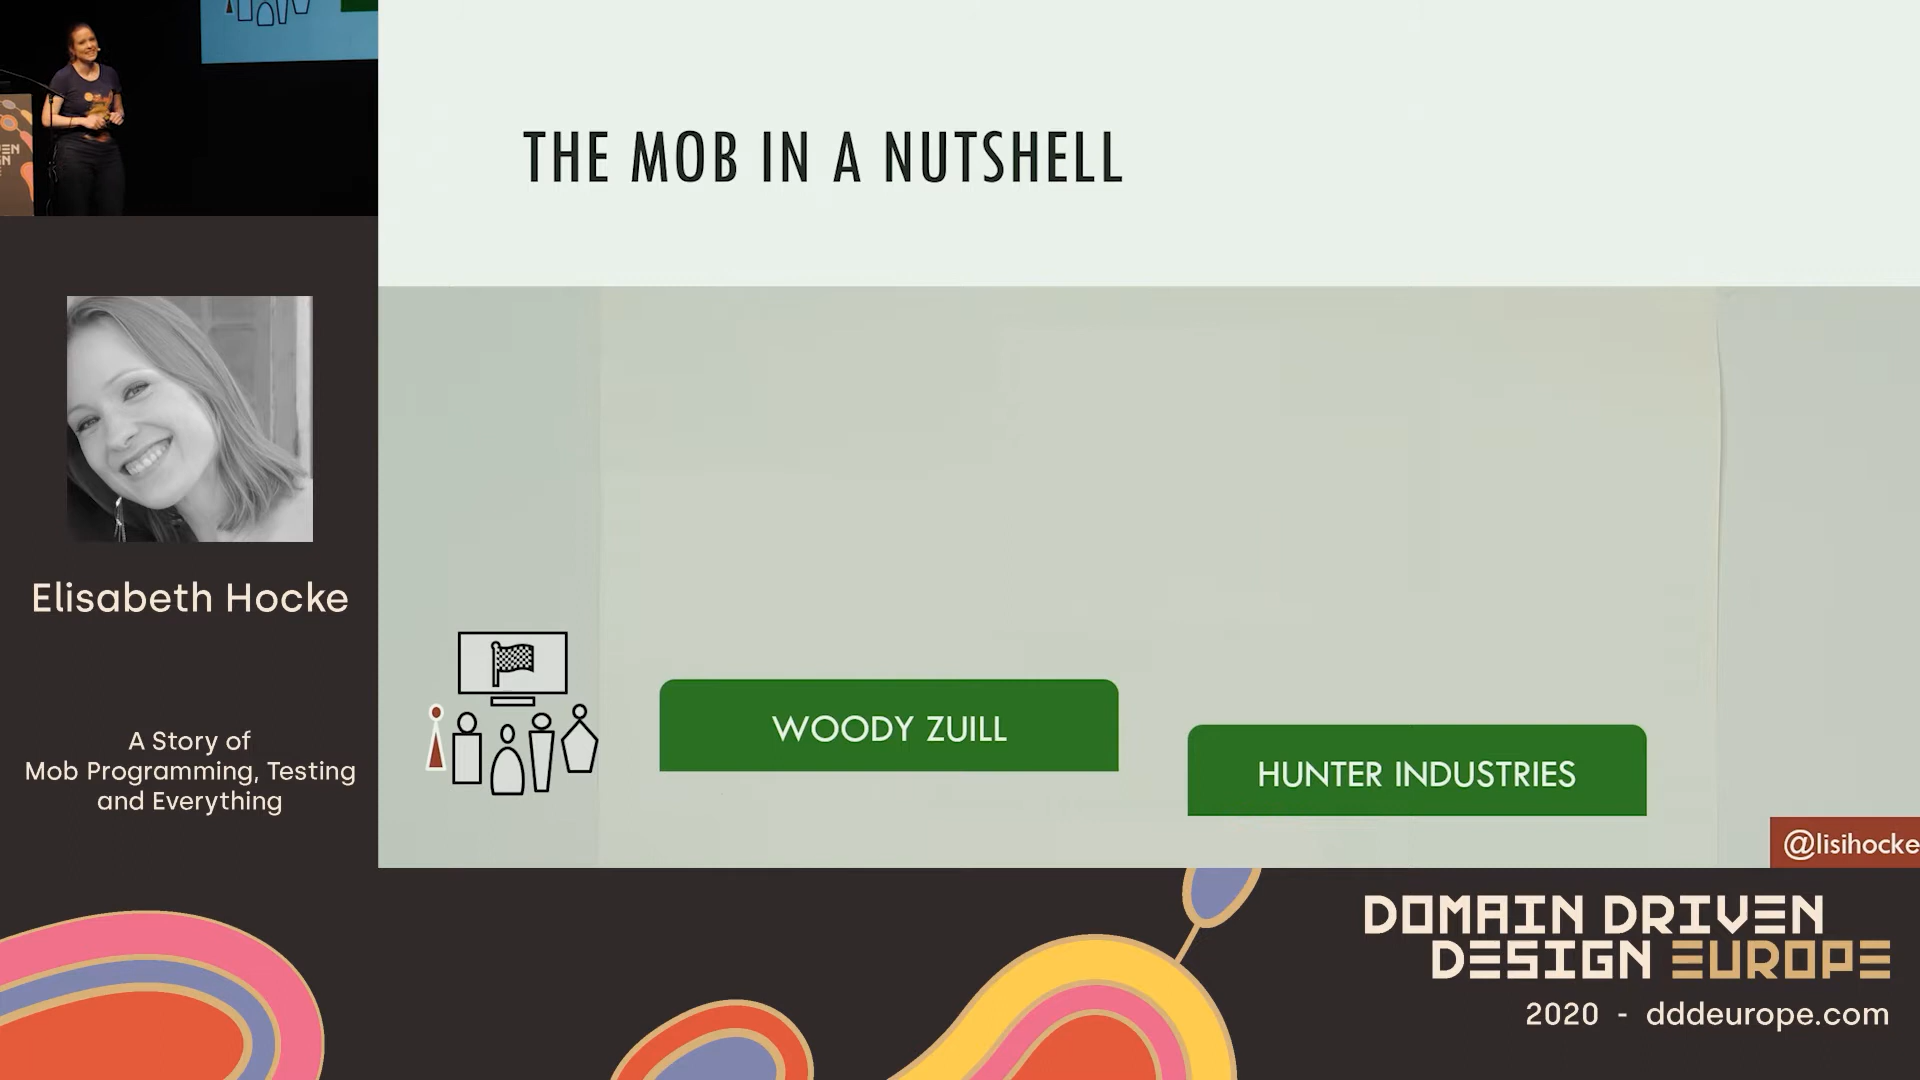 THE MOB IN A NUTSHELL
WOODY ZUILL
HUNTER INDUSTRIES
@lisihocke
Elisabeth Hocke
A Story of
Mob Programming, Testing
and Everything
DOMAIN DRIVEN
DESIGN EUROPE
2020 - dddeurope.com